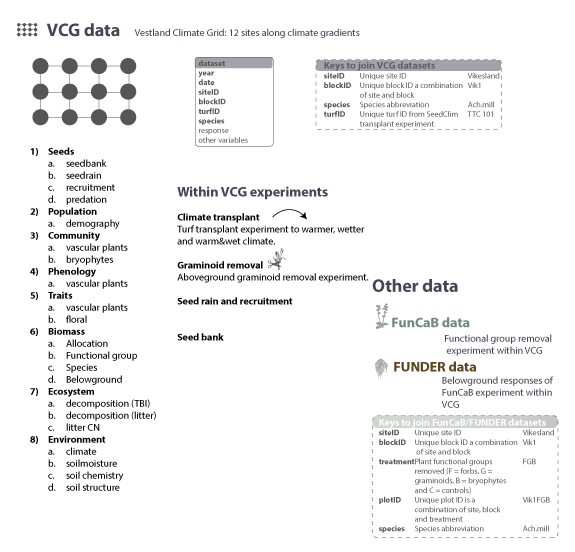 VCG data Vestland Climate Grid: 12 sites along climate gradients
dataset
year
date
siteID
blockID
turfID
species
response
other variables
Keys to join VCG datasets
siteID Unique site ID Vikesland
blockID Unique block ID a combination Vik1
of site and block
species Species abbreviation Ach.mil
turfID Unique turf ID from SeedClim TTC 101
transplant experiment
1) Seeds
a. seedbank
b. seedrain
c. recruitment
d. predation
2) Population
a. demography
3) Community
a. vascular plants
b. bryophytes
4) Phenology
a. vascular plants
5) Traits
a. vascular plants
b. floral
6) Biomass
a. Allocation
b. Functional group
c. Species
d. Belowground
7) Ecosystem
a. decomposition (TBI)
b. decomposition (litter)
c. litter CN
8) Environment
a. climate
b. soilmoisture
c. soil chemistry
d. soil structure
Within VCG experiments
Climate transplant
Turf transplant experiment to warmer, wetter
and warm&wet climate.
Graminoid removal
Aboveground graminoid removal experiment.
Seed rain and recruitment
Seed bank
Other data
FunCaB data
Functional group removal
experiment within VCG
FUNDER data
Belowground responses of
FunCaB experiment within
VCG
Keys to join FunCaB/FUNDER datasets
siteID Unique site ID Vikesland
blockID Unique block ID a combination Vik1
of site and block
treatment Plant functional groups FGB
removed (F = forbs, G =
graminoids, B = bryophytes
and C = controls)
plotID Unique plot ID is a Vik1FGB
combination of site, block
and treatment
species Species abbreviation Ach.mill